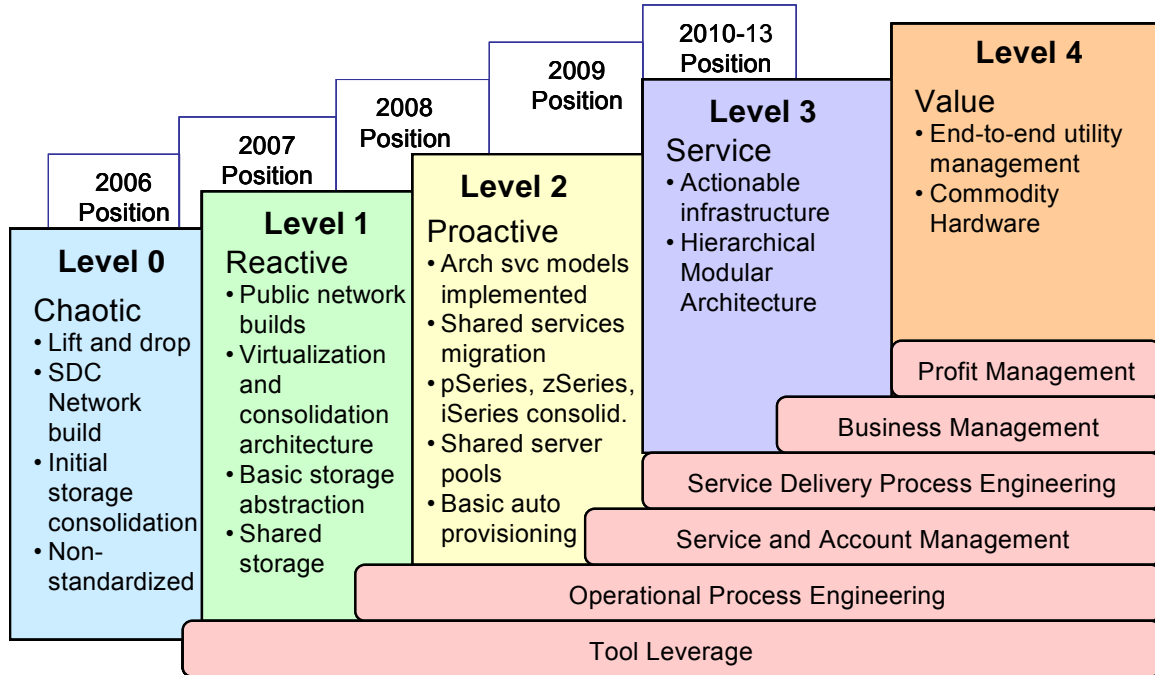 2006
Position
2007
Position
2008
Position
2009
Position
2010-13
Position
Level 0
Chaotic
• Lift and drop
• SDC
Network
build
• Initial
storage
consolidation
• Non-
standardized
Level 1
Reactive
• Public network
builds
• Virtualization
and
consolidation
architecture
• Basic storage
abstraction
• Shared
storage
Level 2
Proactive
• Arch svc models
implemented
• Shared services
migration
• pSeries, zSeries,
iSeries consolid.
• Shared server
pools
• Basic auto
provisioning
Level 3
Service
• Actionable
infrastructure
• Hierarchical
Modular
Architecture
Level 4
Value
• End-to-end utility
management
• Commodity
Hardware
Profit Management
Business Management
Service Delivery Process Engineering
Service and Account Management
Operational Process Engineering
Tool Leverage